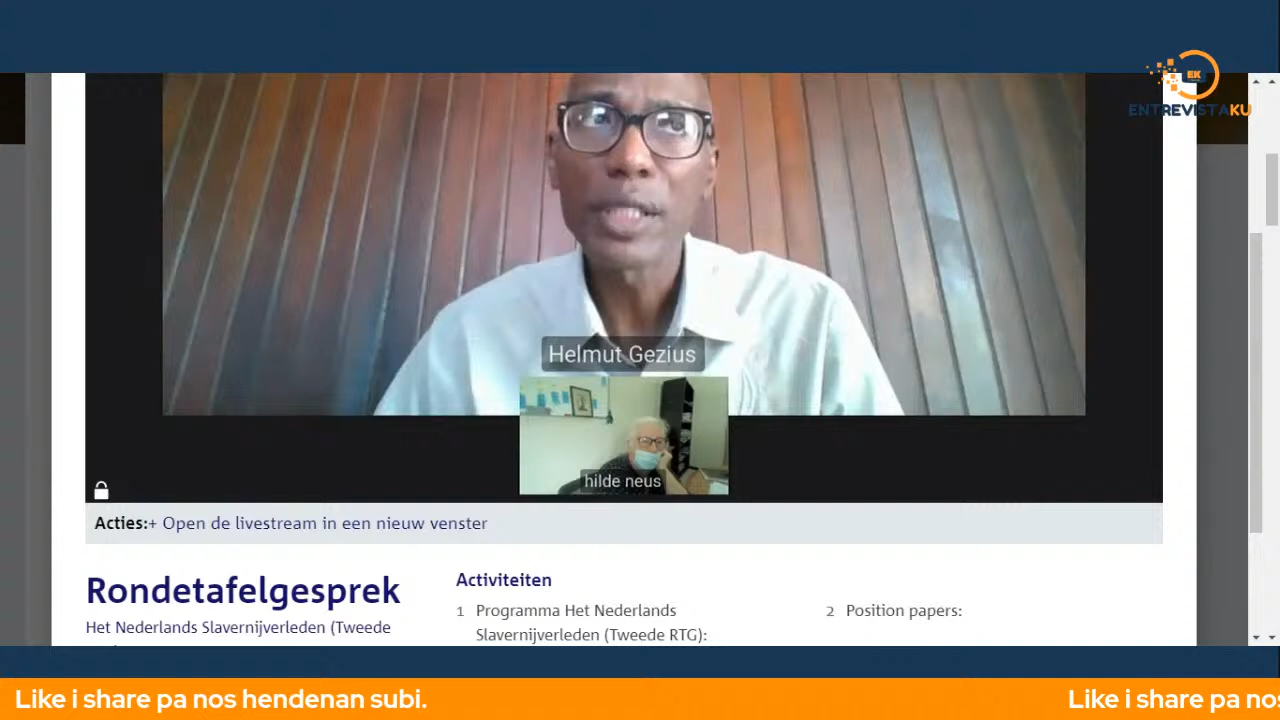 EK
ENTREVISTAKU
Helmut Gezius
hilde neus
Acties:+ Open de livestream in een nieuw venster
Rondetafelgesprek
Het Nederlands Slavernijverleden (Tweede
Activiteiten
1 Programma Het Nederlands
Slavernijverleden (Tweede RTG):
2 Position papers:
Like i share pa nos hendenan subi.
Like i share pa nos